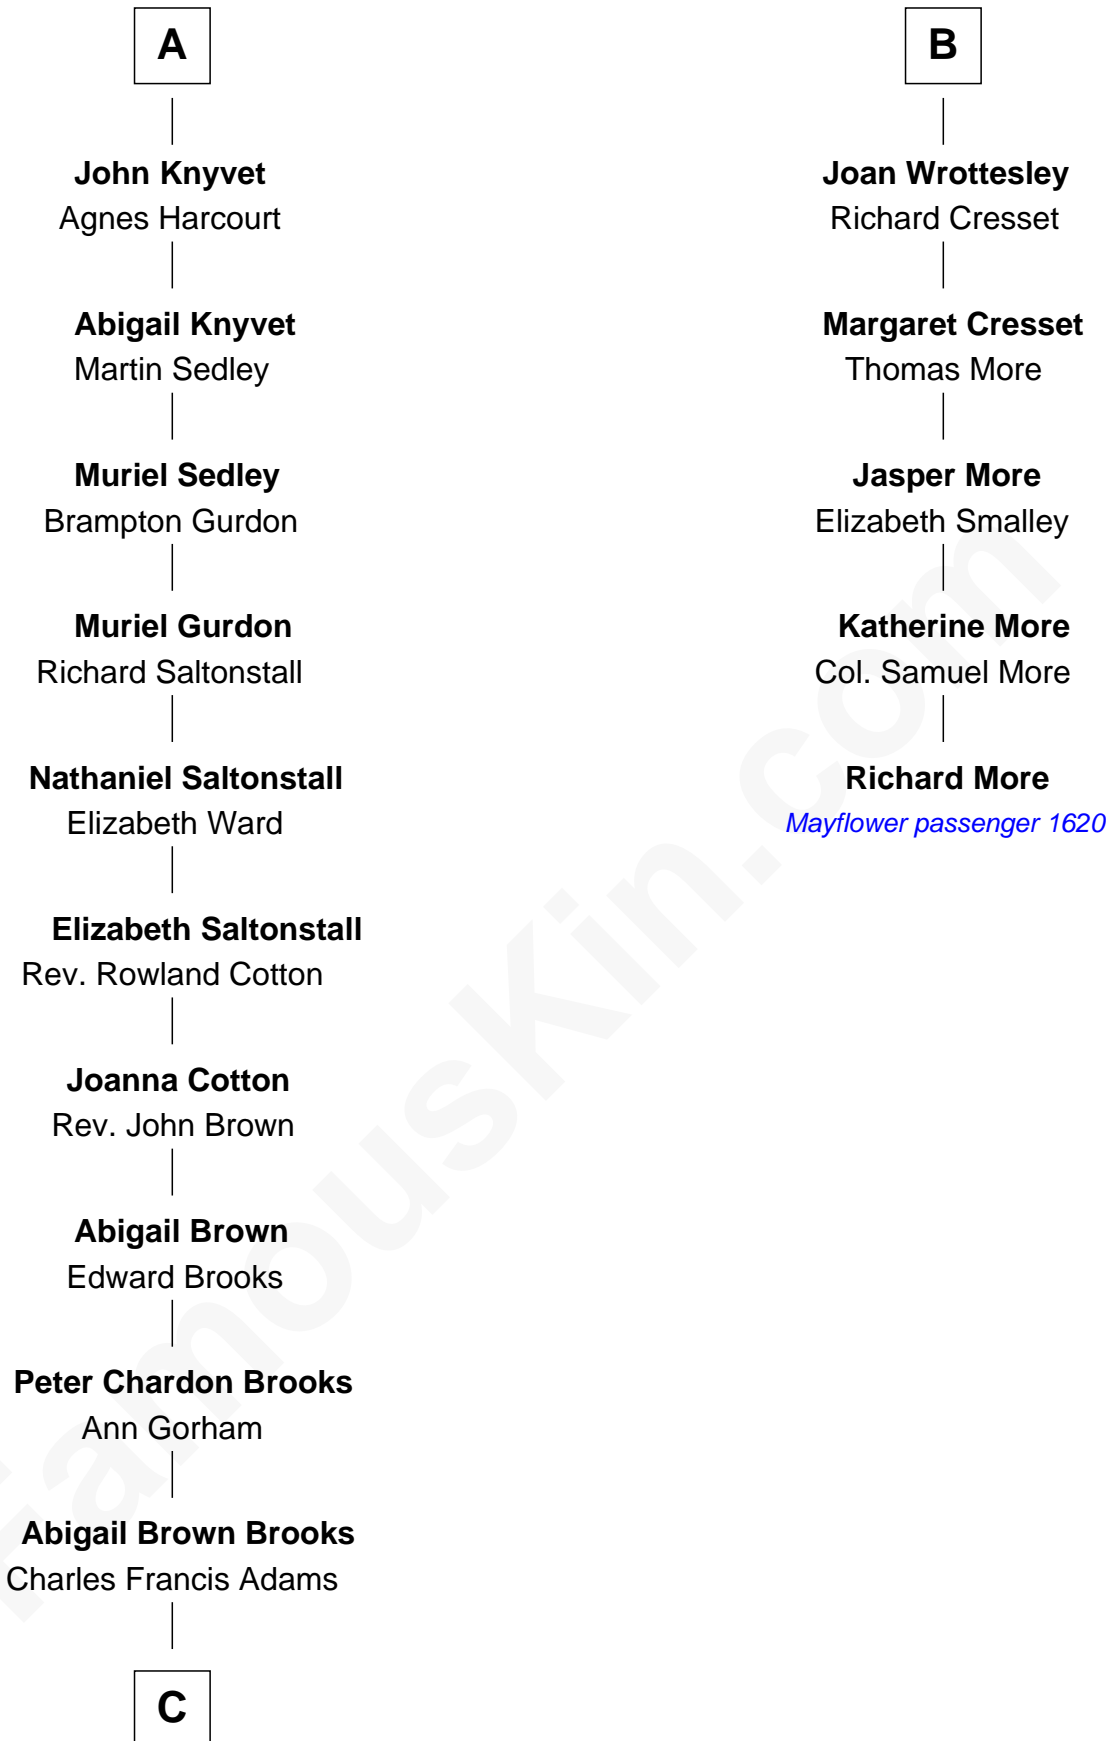 A
John Knyvet
Agnes Harcourt
Abigail Knyvet
Martin Sedley
Muriel Sedley
Brampton Gurdon
Muriel Gurdon
Richard Saltonstall
Nathaniel Saltonstall
Elizabeth Ward
Elizabeth Saltonstall
Rev. Rowland Cotton
Joanna Cotton
Rev. John Brown
Abigail Brown
Edward Brooks
Peter Chardon Brooks
Ann Gorham
Abigail Brown Brooks
Charles Francis Adams
C
B
Joan Wrottesley
Richard Cresset
Margaret Cresset
Thomas More
Jasper More
Elizabeth Smalley
Katherine More
Col. Samuel More
Richard More
Mayflower passenger 1620
FamousKin.com